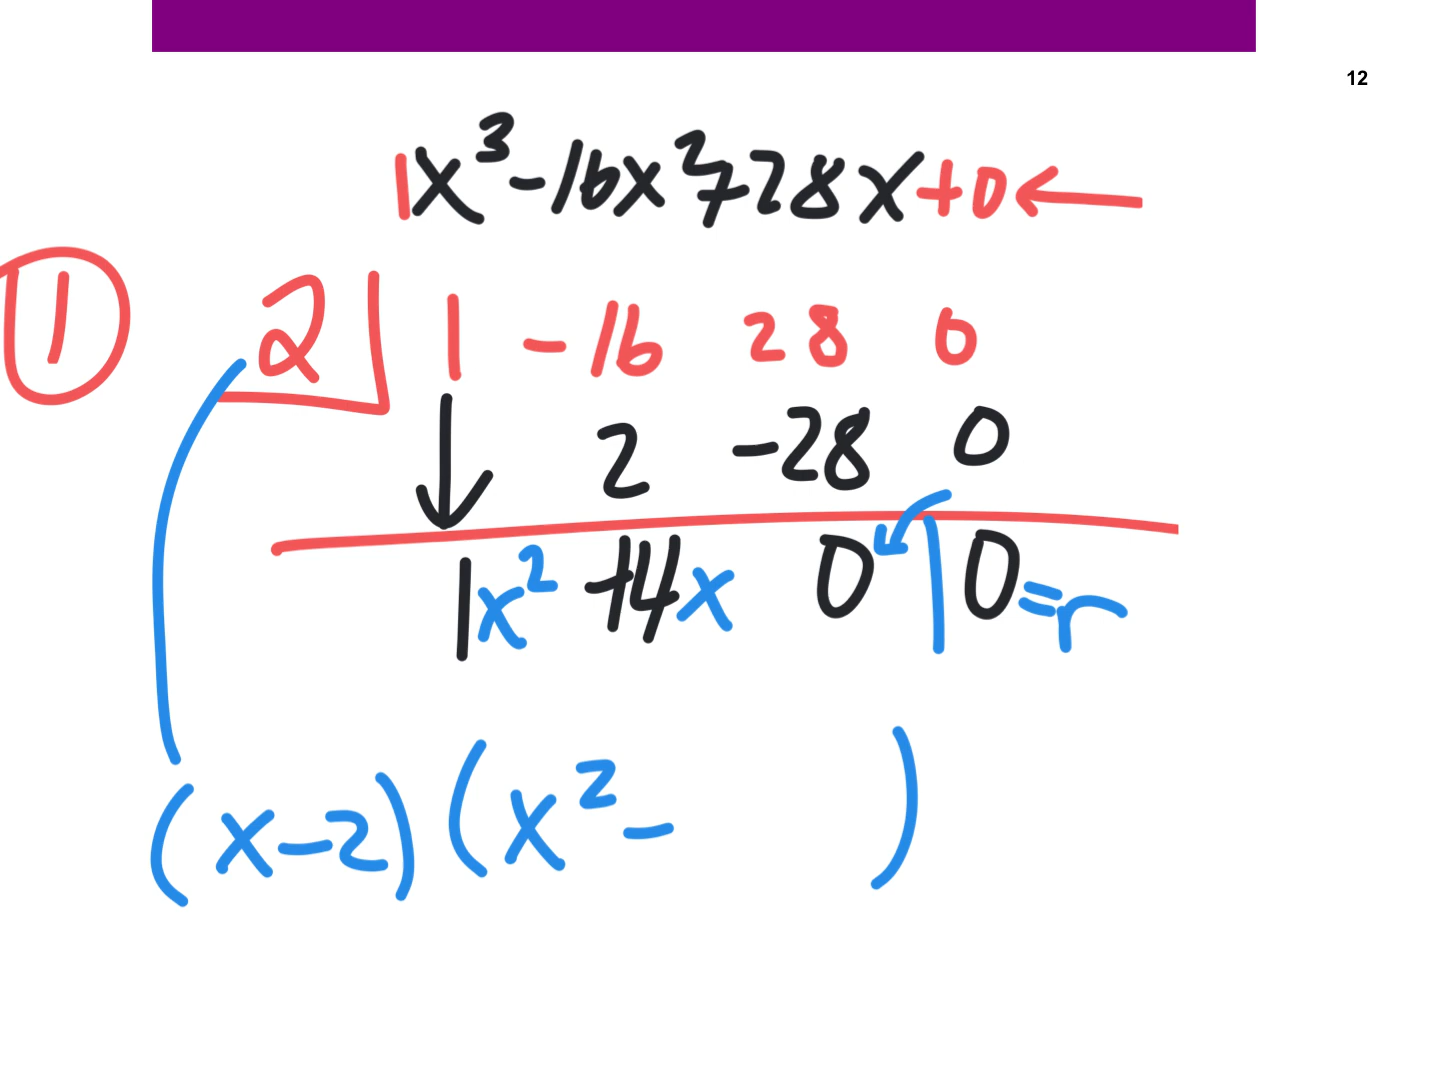 12
1x³-16x²+28x+0←
① 2 1 -16 28 0
↓ 2 -28 0
1x² +4x 0 | 0=r
(x-2)(x²- )